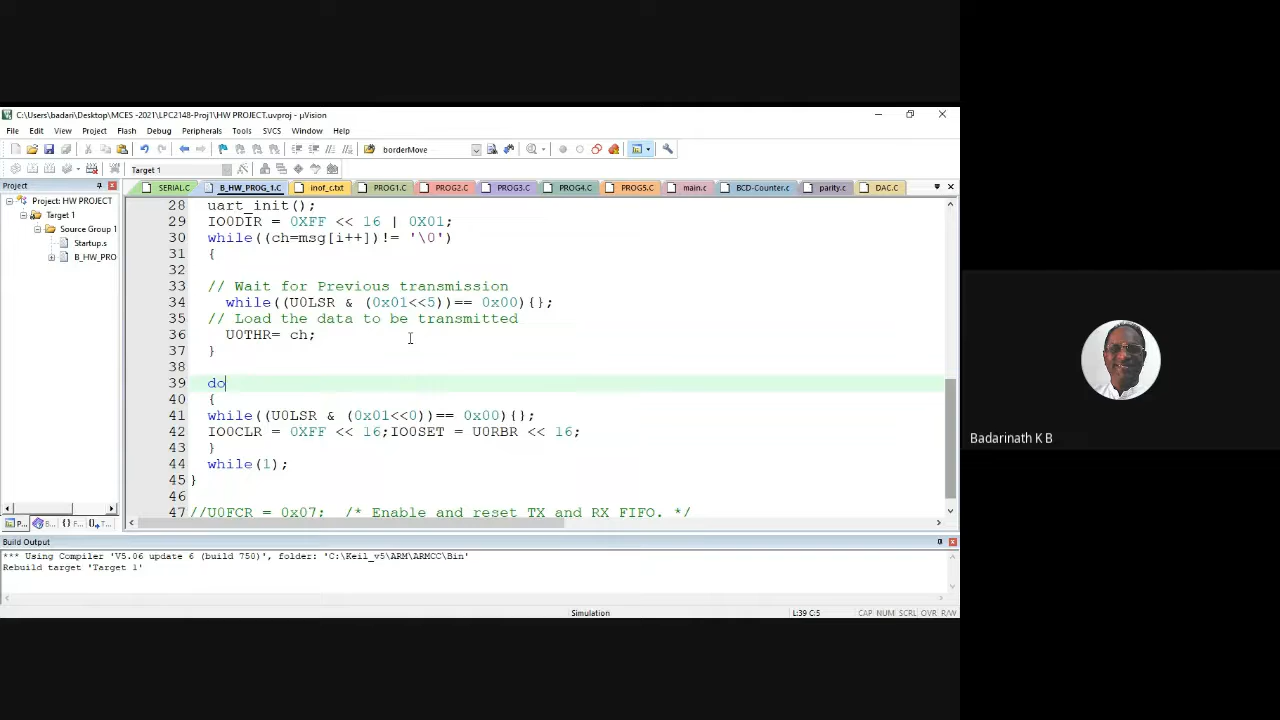 C:\Users\badari\Desktop\MCES -2021\LPC2148-Proj1\HW PROJECT.uvproj - µVision
File Edit View Project Flash Debug Peripherals Tools SVCS Window Help
borderMove
Target 1
Project
SERIAL.C B_HW_PROG_1.C inof_c.txt PROG1.C PROG2.C PROG3.C PROG4.C PROG5.C main.c BCD-Counter.c parity.c DAC.c
Project: HW PROJECT
Target 1
Source Group 1
Startup.s
B_HW_PRO
28 uart_init();
29 IO0DIR = 0XFF << 16 | 0X01;
30 while((ch=msg[i++])!= '\0')
31 {
32
33 // Wait for Previous transmission
34 while((U0LSR & (0x01<<5))== 0x00){};
35 // Load the data to be transmitted
36 U0THR= ch;
37 }
38
39 do
40 {
41 while((U0LSR & (0x01<<0))== 0x00){};
42 IO0CLR = 0XFF << 16;IO0SET = U0RBR << 16;
43 }
44 while(1);
45 }
46
47 //U0FCR = 0x07; /* Enable and reset TX and RX FIFO. */
P... B... {} F... T...
Build Output
*** Using Compiler 'V5.06 update 6 (build 750)', folder: 'C:\Keil_v5\ARM\ARMCC\Bin'
Rebuild target 'Target 1'
Simulation L:39 C:5 CAP NUM SCRL OVR R/W
Badarinath K B